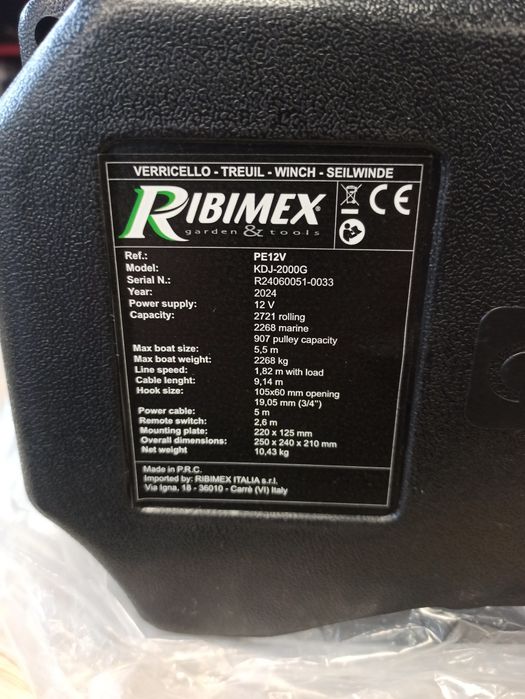 VERRICELLO - TREUIL - WINCH - SEILWINDE
RIBIMEX®
garden & tools
CE
Ref.: PE12V
Model: KDJ-2000G
Serial N.: R24060051-0033
Year: 2024
Power supply: 12 V
Capacity: 2721 rolling
2268 marine
907 pulley capacity
Max boat size: 5,5 m
Max boat weight: 2268 kg
Line speed: 1,82 m with load
Cable lenght: 9,14 m
Hook size: 105x60 mm opening
19,05 mm (3/4")
Power cable: 5 m
Remote switch: 2,6 m
Mounting plate: 220 x 125 mm
Overall dimensions: 250 x 240 x 210 mm
Net weight 10,43 kg
Made in P.R.C.
Imported by: RIBIMEX ITALIA s.r.l.
Via Igna, 18 - 36010 - Carrè (VI) Italy